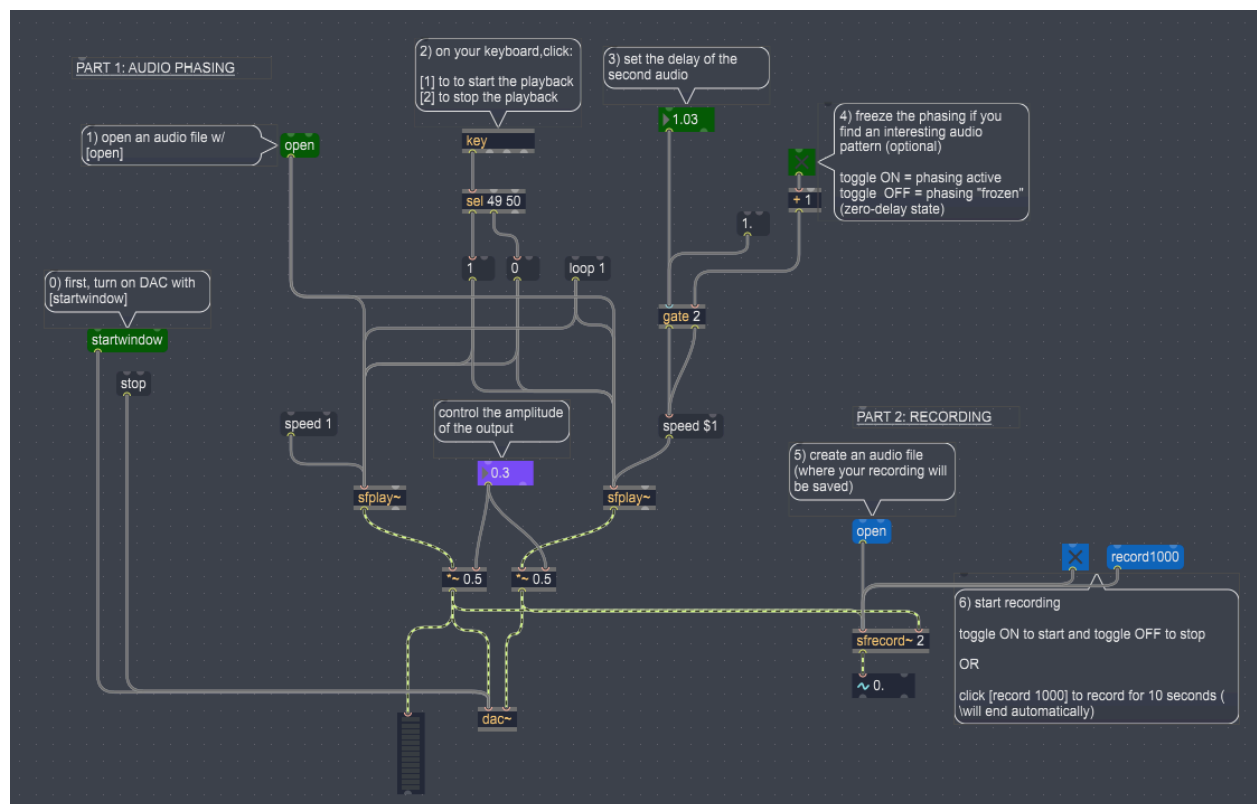 PART 1: AUDIO PHASING
2) on your keyboard,click:
[1] to to start the playback
[2] to stop the playback
3) set the delay of the
second audio
1.03
1) open an audio file w/
[open]
open
key
4) freeze the phasing if you
find an interesting audio
pattern (optional)
toggle ON = phasing active
toggle  OFF = phasing "frozen"
(zero-delay state)
+ 1
sel 49 50
1.
0) first, turn on DAC with
[startwindow]
1
0
loop 1
gate 2
startwindow
stop
speed 1
control the amplitude
of the output
speed $1
PART 2: RECORDING
0.3
5) create an audio file
(where your recording will
be saved)
sfplay~
sfplay~
open
record1000
*~ 0.5
*~ 0.5
6) start recording
toggle ON to start and toggle OFF to stop
OR
click [record 1000] to record for 10 seconds (
\will end automatically)
sfrecord~ 2
0.
dac~